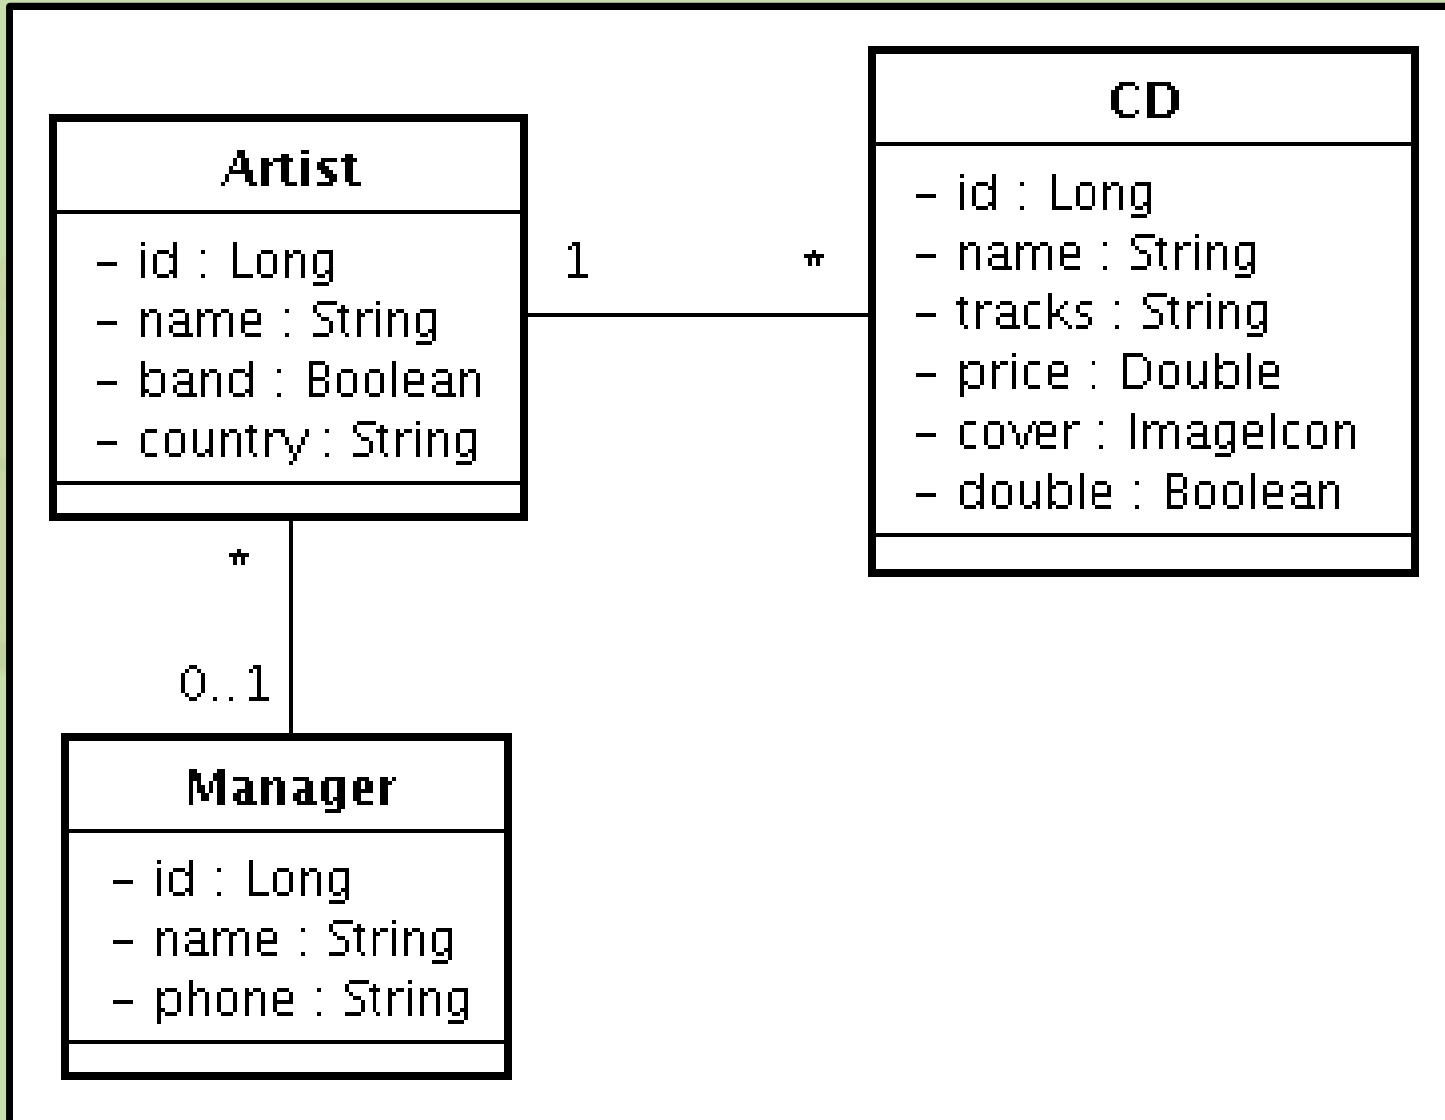 Artist
- id : Long
- name : String
- band : Boolean
- country : String
1
*
CD
- id : Long
- name : String
- tracks : String
- price : Double
- cover : ImageIcon
- double : Boolean
*
0..1
Manager
- id : Long
- name : String
- phone : String